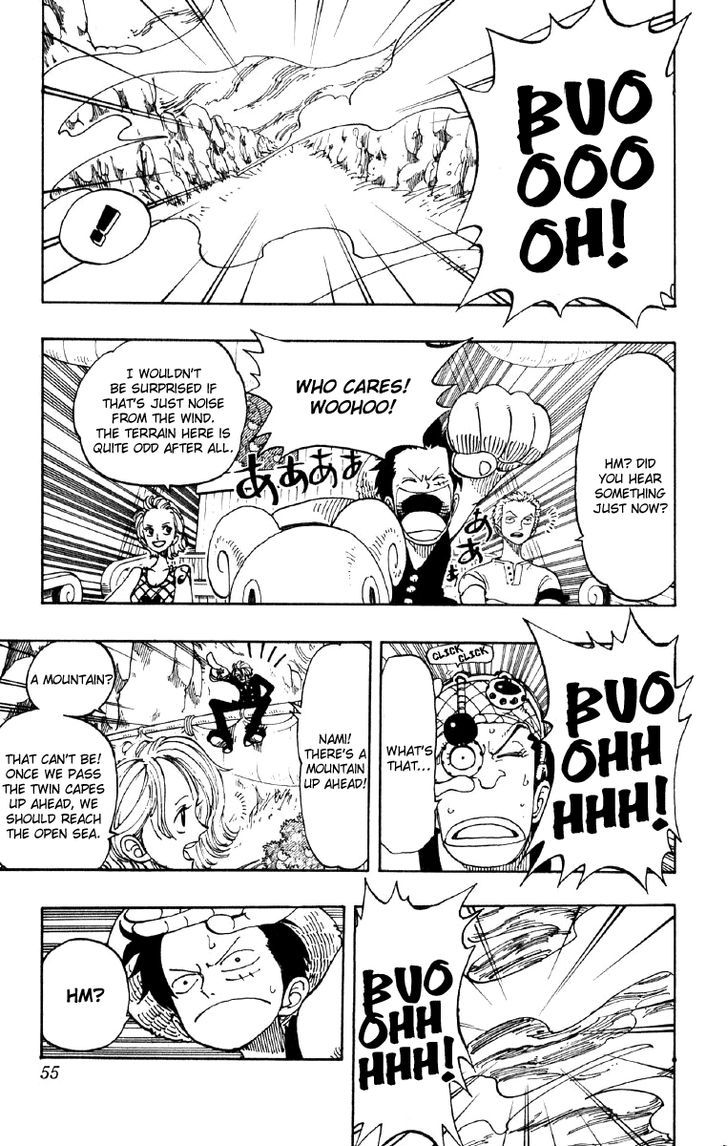 BUO
OOO
OH!
!
HM? DID
YOU HEAR
SOMETHING
JUST NOW?
WHO CARES!
WOOHOO!
I WOULDN'T
BE SURPRISED IF
THAT'S JUST NOISE
FROM THE WIND.
THE TERRAIN HERE IS
QUITE ODD AFTER ALL.
ああああ
ああ
BUO
OHH
HHH!
CLICK
CLICK
WHAT'S
THAT...
NAMI!
THERE'S A
MOUNTAIN
UP AHEAD!
A MOUNTAIN?
THAT CAN'T BE!
ONCE WE PASS
THE TWIN CAPES
UP AHEAD, WE
SHOULD REACH
THE OPEN SEA.
BUO
OHH
HHH!
HM?
55